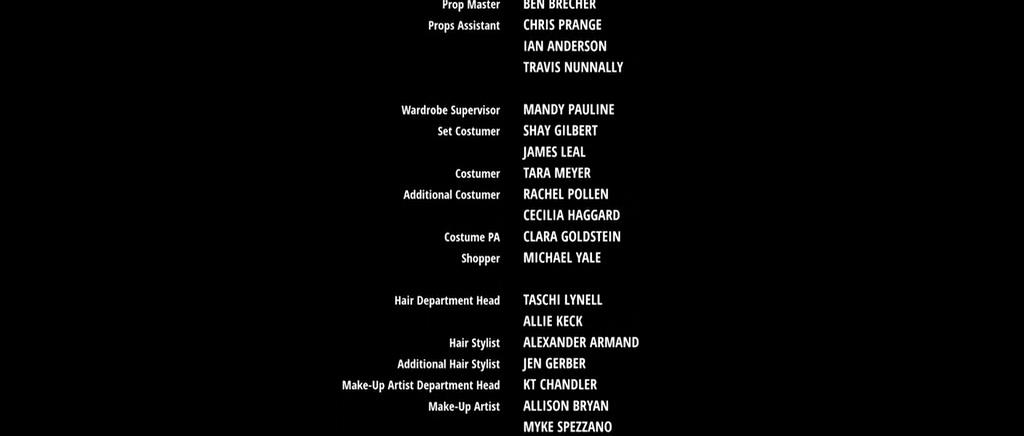 Prop Master BEN BRECHER
Props Assistant CHRIS PRANGE
IAN ANDERSON
TRAVIS NUNNALLY
Wardrobe Supervisor MANDY PAULINE
Set Costumer SHAY GILBERT
JAMES LEAL
Costumer TARA MEYER
Additional Costumer RACHEL POLLEN
CECILIA HAGGARD
Costume PA CLARA GOLDSTEIN
Shopper MICHAEL YALE
Hair Department Head TASCHI LYNELL
ALLIE KECK
Hair Stylist ALEXANDER ARMAND
Additional Hair Stylist JEN GERBER
Make-Up Artist Department Head KT CHANDLER
Make-Up Artist ALLISON BRYAN
MYKE SPEZZANO